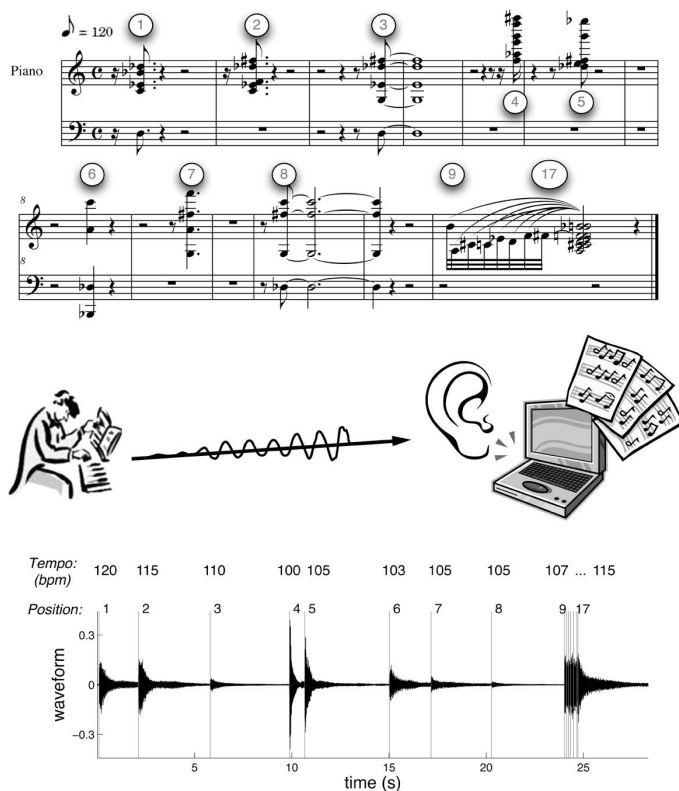 1 2 3
♪ = 120
Piano
4 5
6 7 8 9 17
8
8
Tempo: 120 115 110 100 105 103 105 105 107 ... 115
(bpm)
Position: 1 2 3 4 5 6 7 8 9 17
0.3
0
−0.3
waveform
5 10 15 20 25
time (s)